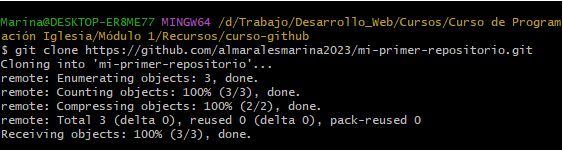 Marina@DESKTOP-ER8ME77 MINGW64 /d/Trabajo/Desarrollo_Web/Cursos/Curso de Program
ación Iglesia/Módulo 1/Recursos/curso-github
$ git clone https://github.com/almaralesmarina2023/mi-primer-repositorio.git
Cloning into 'mi-primer-repositorio'...
remote: Enumerating objects: 3, done.
remote: Counting objects: 100% (3/3), done.
remote: Compressing objects: 100% (2/2), done.
remote: Total 3 (delta 0), reused 0 (delta 0), pack-reused 0
Receiving objects: 100% (3/3), done.